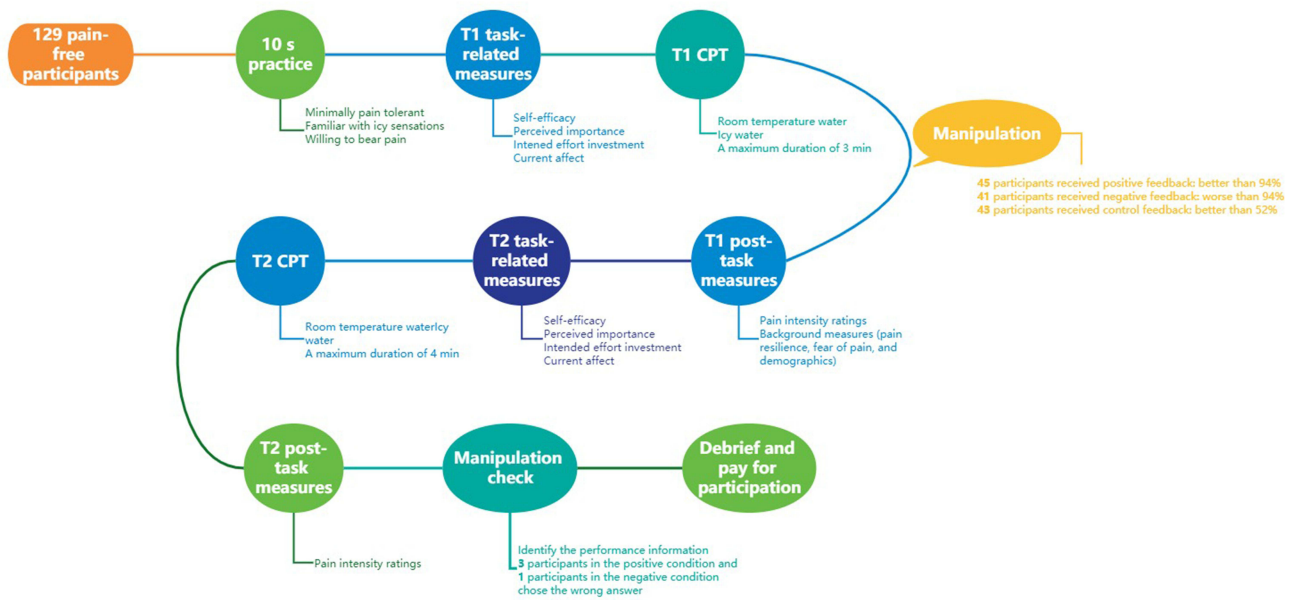 129 pain-
free
participants
10 s
practice
Minimally pain tolerant
Familiar with icy sensations
Willing to bear pain
T1 task-
related
measures
Self-efficacy
Perceived importance
Intened effort investment
Current affect
T1 CPT
Room temperature water
Icy water
A maximum duration of 3 min
Manipulation
45 participants received positive feedback: better than 94%
41 participants received negative feedback: worse than 94%
43 participants received control feedback: better than 52%
T1 post-
task
measures
Pain intensity ratings
Background measures (pain
resilience, fear of pain, and
demographics)
T2 task-
related
measures
Self-efficacy
Perceived importance
Intended effort investment
Current affect
T2 CPT
Room temperature waterIcy
water
A maximum duration of 4 min
T2 post-
task
measures
Pain intensity ratings
Manipulation
check
Identify the performance information
3 participants in the positive condition and
1 participants in the negative condition
chose the wrong answer
Debrief and
pay for
participation